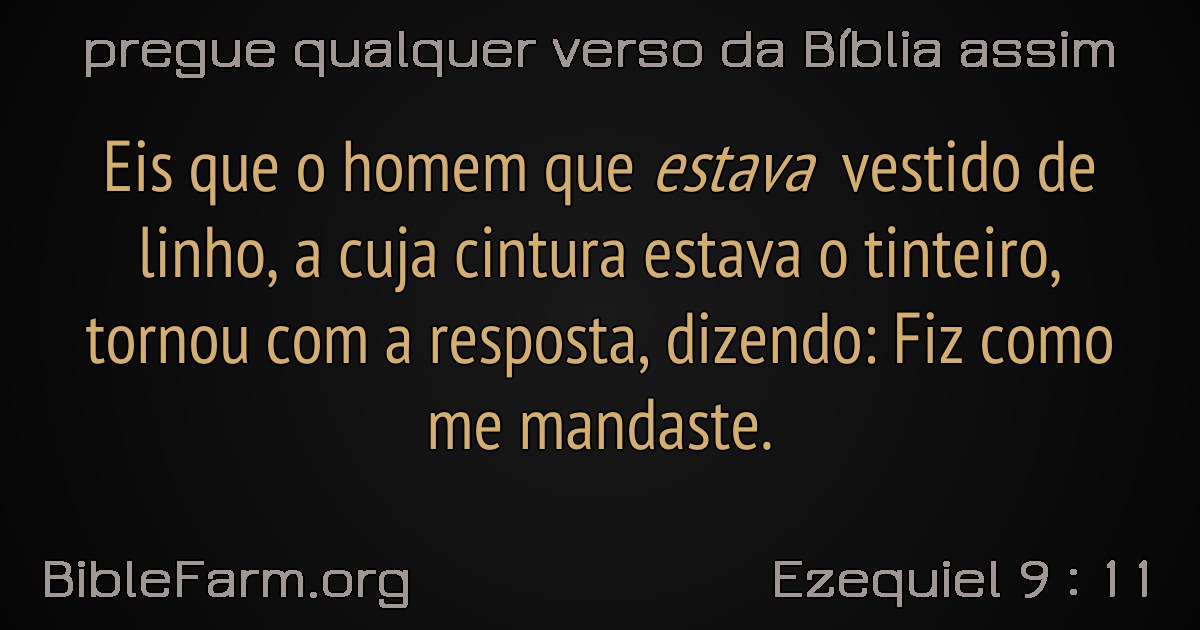 pregue qualquer verso da Bíblia assim
Eis que o homem que estava vestido de
linho, a cuja cintura estava o tinteiro,
tornou com a resposta, dizendo: Fiz como
me mandaste.
BibleFarm.org
Ezequiel 9 : 11